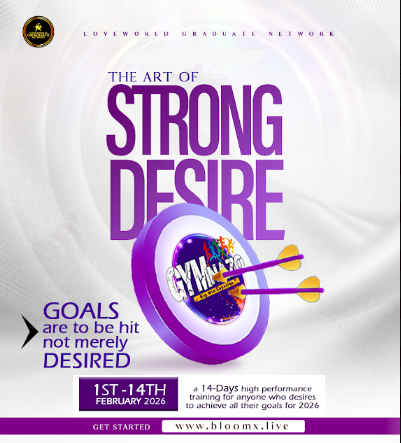 LOVEWORLD GRADUATE NETWORK
THE ART OF
STRONG
DESIRE
GYMNAZO
GOALS
are to be hit
not merely
DESIRED
1ST -14TH
FEBRUARY 2026
a 14-Days high performance
training for anyone who desires
to achieve all their goals for 2026
GET STARTED
www.bloomx.live